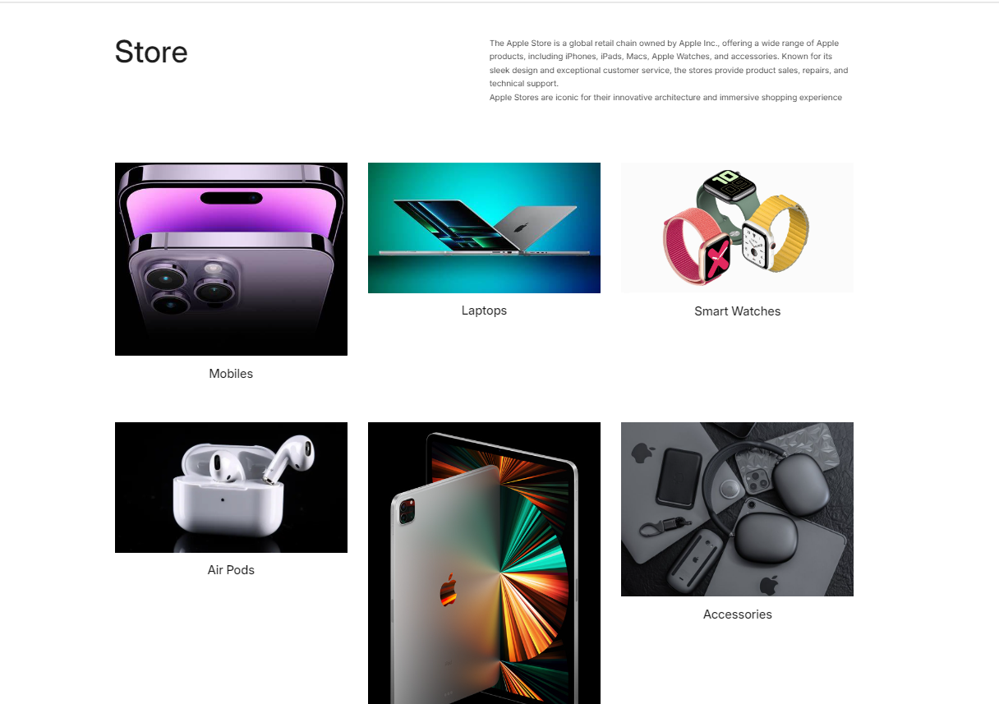 Store
The Apple Store is a global retail chain owned by Apple Inc., offering a wide range of Apple
products, including iPhones, iPads, Macs, Apple Watches, and accessories. Known for its
sleek design and exceptional customer service, the stores provide product sales, repairs, and
technical support.
Apple Stores are iconic for their innovative architecture and immersive shopping experience
10
Laptops
Smart Watches
Mobiles
Air Pods
Accessories